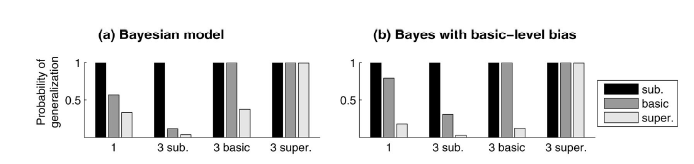 (a) Bayesian model
Probability of
generalization
1
0.5
1
3 sub.
3 basic
3 super.
(b) Bayes with basic−level bias
1
0.5
1
3 sub.
3 basic
3 super.
sub.
basic
super.